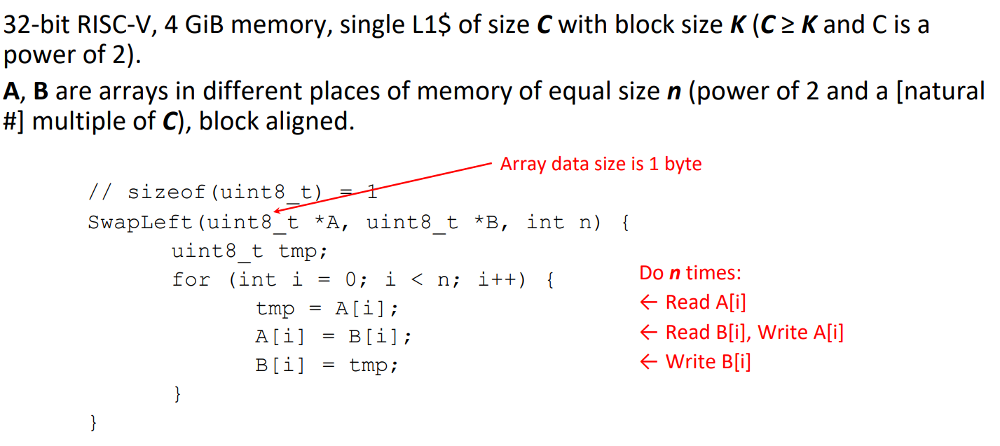 32-bit RISC-V, 4 GiB memory, single L1$ of size C with block size K (C ≥ K and C is a
power of 2).
A, B are arrays in different places of memory of equal size n (power of 2 and a [natural
#] multiple of C), block aligned.
Array data size is 1 byte
// sizeof(uint8_t) = 1
SwapLeft(uint8_t *A, uint8_t *B, int n) {
uint8_t tmp;
for (int i = 0; i < n; i++) {
Do n times:
tmp = A[i];
← Read A[i]
A[i] = B[i];
← Read B[i], Write A[i]
B[i] = tmp;
← Write B[i]
}
}